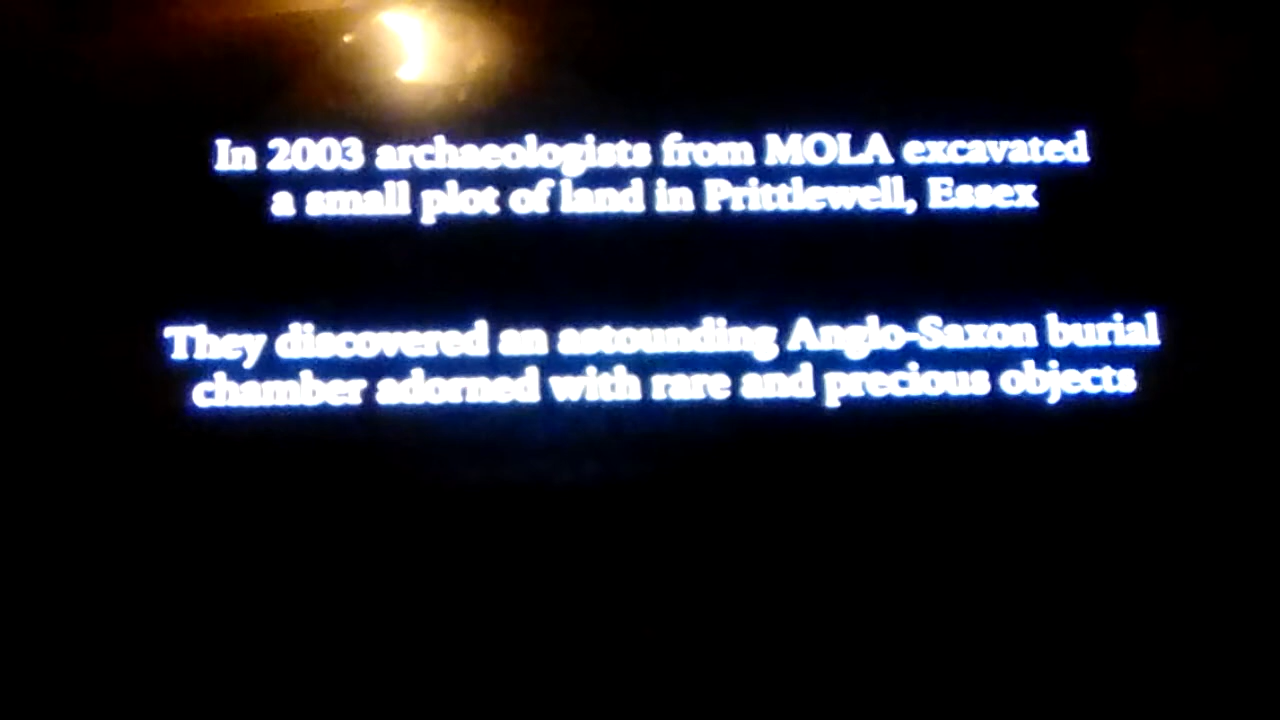 In 2003 archaeologists from MOLA excavated
a small plot of land in Prittlewell, Essex
They discovered an astounding Anglo-Saxon burial
chamber adorned with rare and precious objects